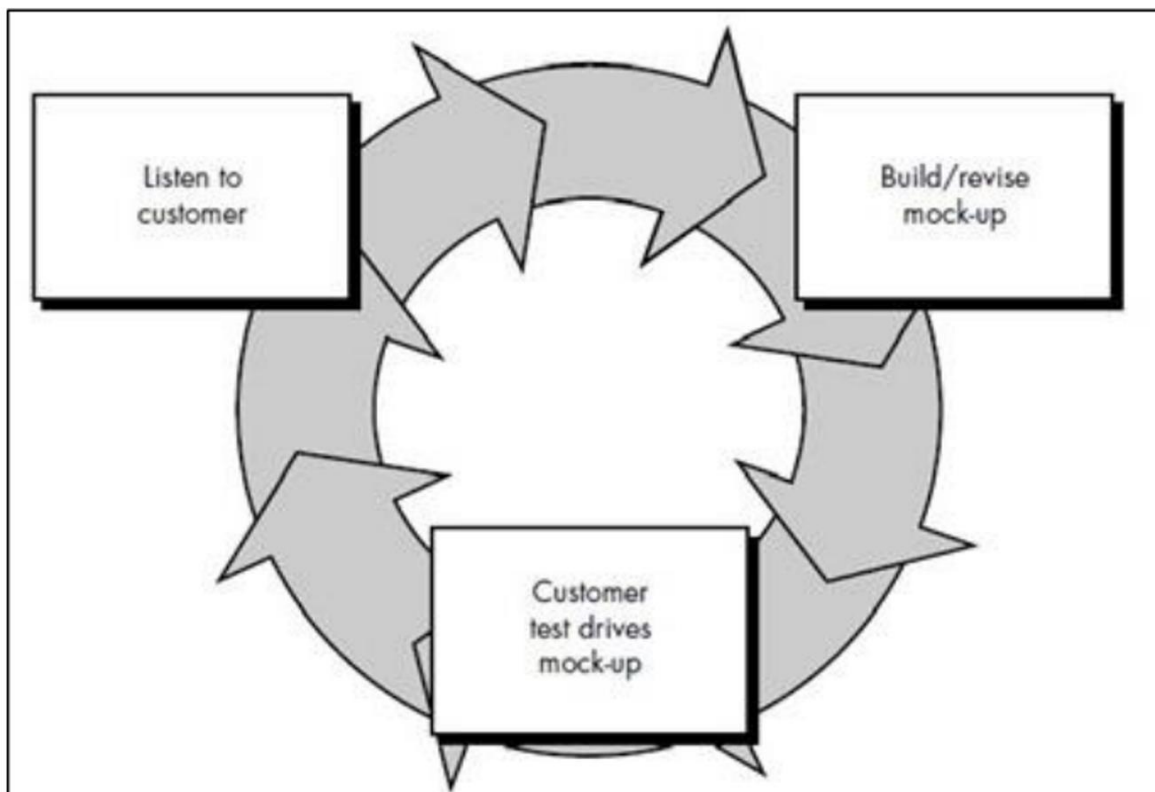 Listen to
customer
Build/revise
mock-up
Customer
test drives
mock-up